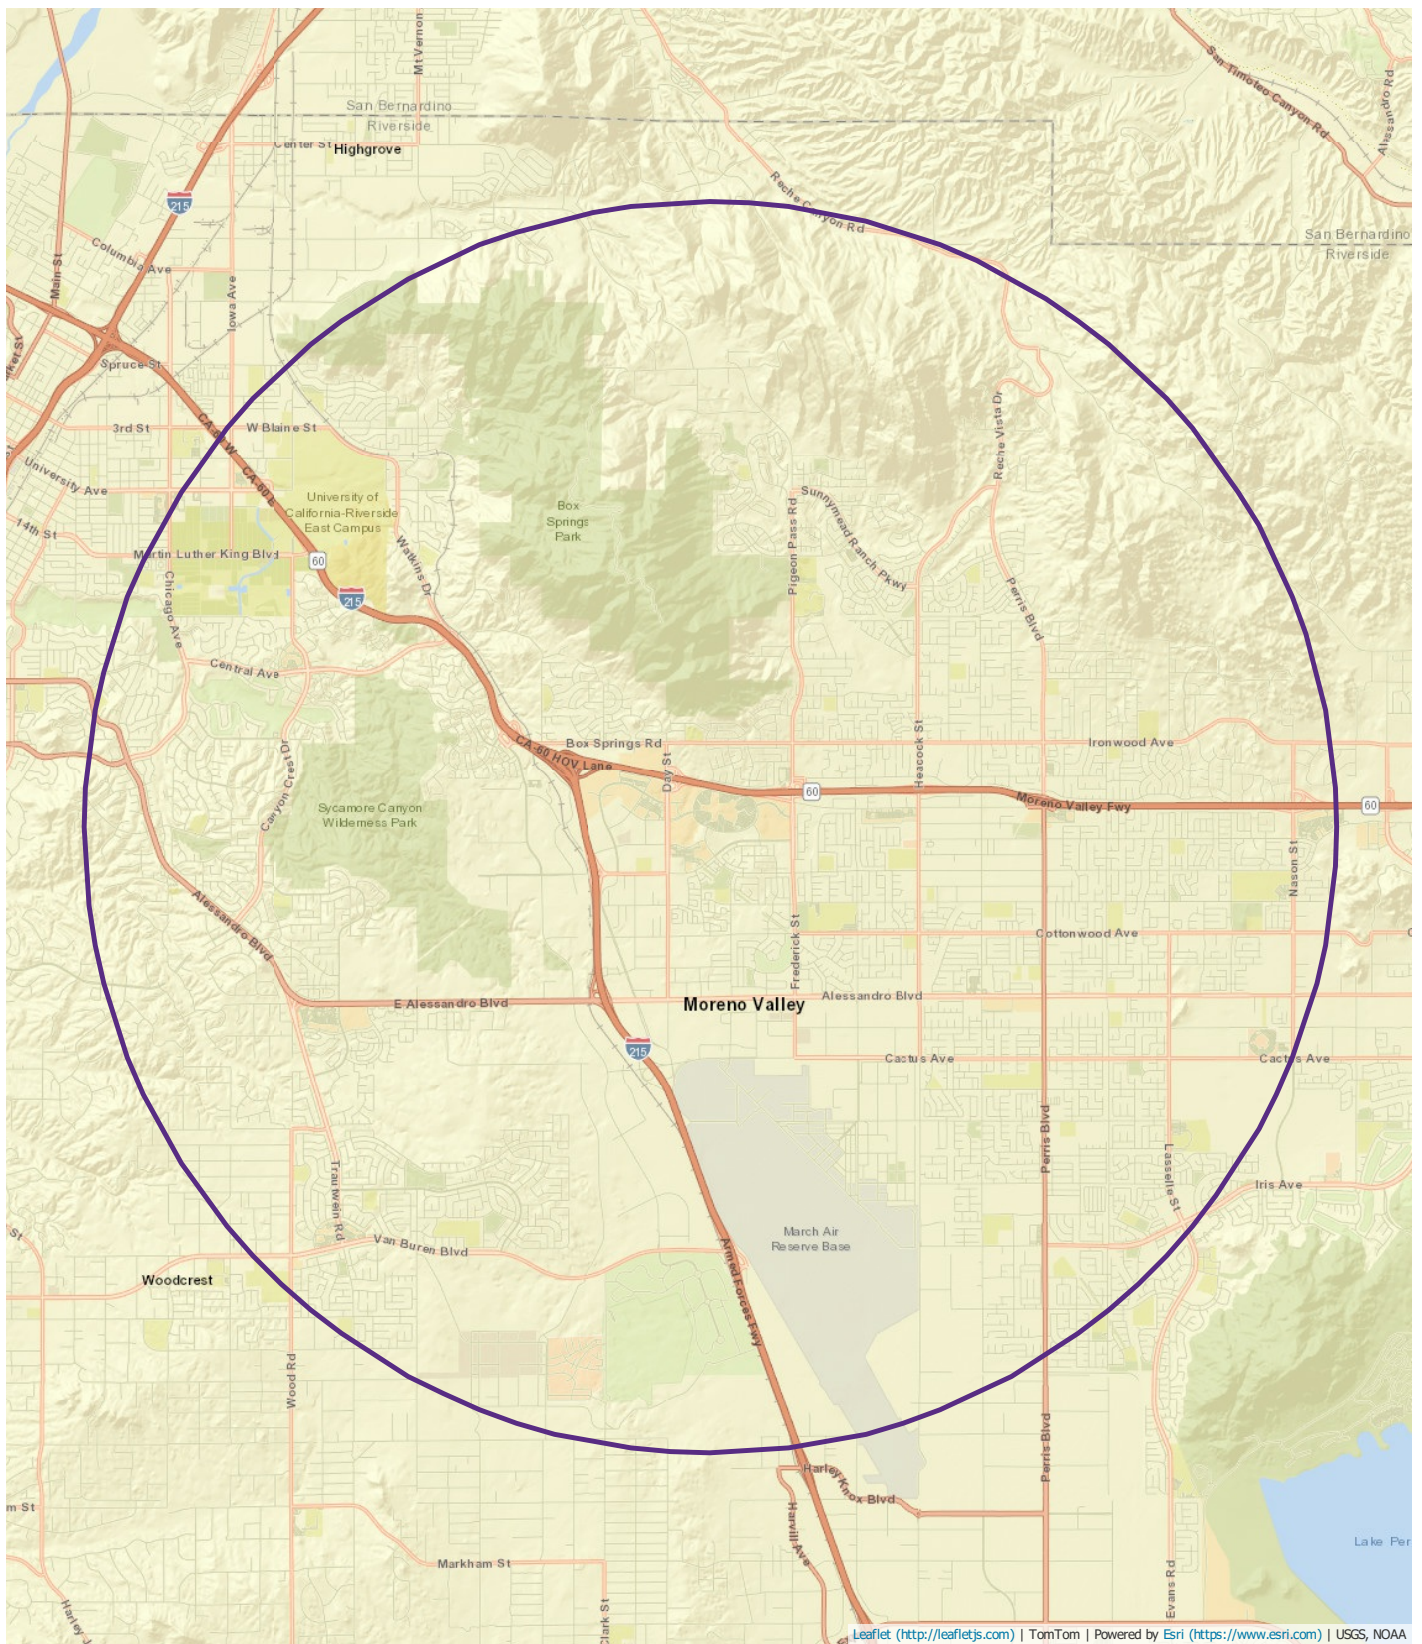 Mt Vernon
San Timoteo Canyon Rd
Alessandro Rd
San Bernardino
Riverside
Center St
Highgrove
215
Reche Canyon Rd
San Bernardino
Riverside
Columbia Ave
Main St
Iowa Ave
Spruce St
3rd St
W Blaine St
CA-60 E
University Ave
14th St
University of
California-Riverside
East Campus
Box
Springs
Park
Reche Vista Dr
Pigeon Pass Rd
Sunnymead Ranch Pkwy
Martin Luther King Blvd
60
215
Watkins Dr
Chicago Ave
Perris Blvd
Central Ave
CA-60 HOV Lane
Box Springs Rd
Day St
Heacock St
Ironwood Ave
Canyon Crest Dr
60
Moreno Valley Fwy
60
Sycamore Canyon
Wilderness Park
Nason St
Alessandro Blvd
Frederick St
Cottonwood Ave
E Alessandro Blvd
Moreno Valley
Alessandro Blvd
215
Cactus Ave
Cactus Ave
Perris Blvd
Lasselle St
Iris Ave
Trautwein Rd
March Air
Reserve Base
Van Buren Blvd
Armed Forces Fwy
Woodcrest
Wood Rd
Perris Blvd
Harley Knox Blvd
Harvill Ave
m St
Markham St
Lake Per
Evans Rd
Clark St
Harley J
Leaflet (http://leafletjs.com) | TomTom | Powered by Esri (https://www.esri.com) | USGS, NOAA